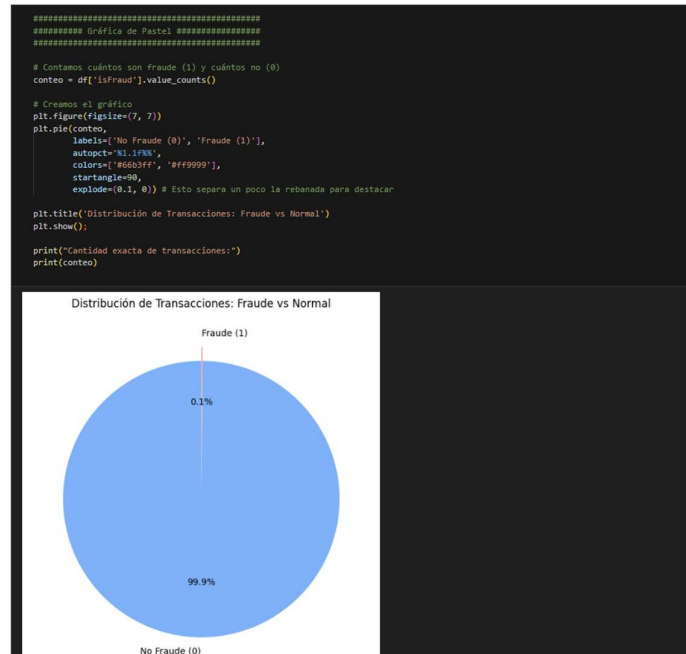 ##############################################
########## Gráfica de Pastel #################
##############################################
# Contamos cuántos son fraude (1) y cuántos no (0)
conteo = df['isFraud'].value_counts()
# Creamos el gráfico
plt.figure(figsize=(7, 7))
plt.pie(conteo,
labels=['No Fraude (0)', 'Fraude (1)'],
autopct='%1.1f%%',
colors=['#66b3ff', '#ff9999'],
startangle=90,
explode=(0.1, 0)) # Esto separa un poco la rebanada para destacar
plt.title('Distribución de Transacciones: Fraude vs Normal')
plt.show();
print("Cantidad exacta de transacciones:")
print(conteo)
Distribución de Transacciones: Fraude vs Normal
Fraude (1)
0.1%
99.9%
No Fraude (0)